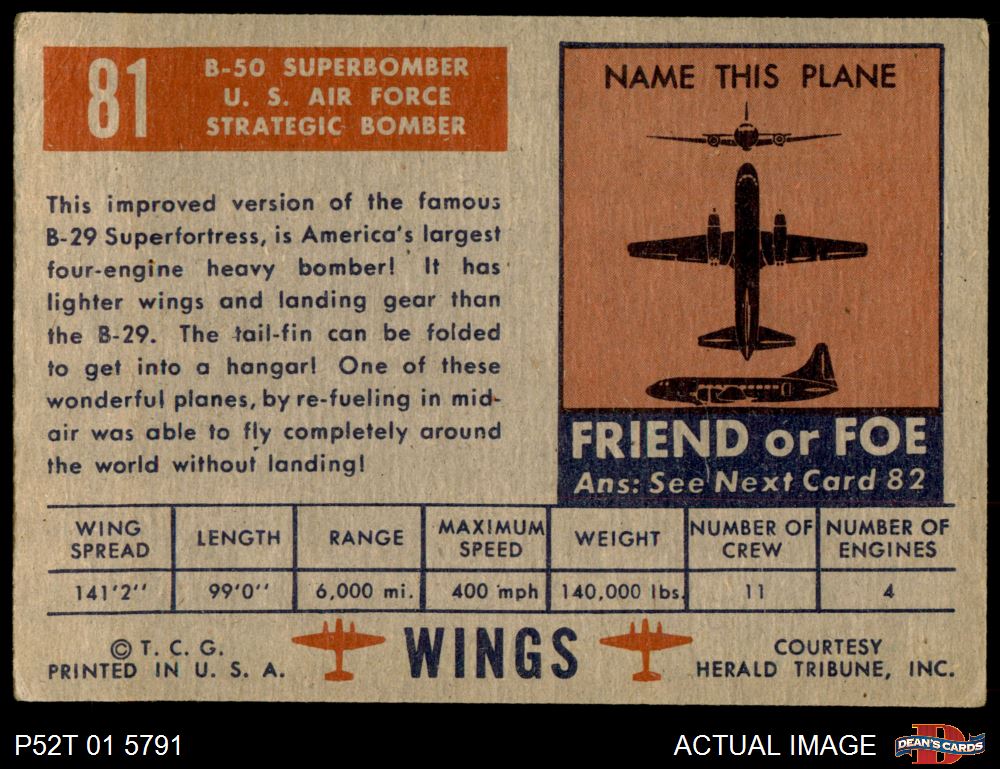 81
B-50 SUPERBOMBER
U. S. AIR FORCE
STRATEGIC BOMBER
This improved version of the famous
B-29 Superfortress, is America's largest
four-engine heavy bomber! It has
lighter wings and landing gear than
the B-29. The tail-fin can be folded
to get into a hangar! One of these
wonderful planes, by re-fueling in mid-
air was able to fly completely around
the world without landing!
NAME THIS PLANE
FRIEND or FOE
Ans: See Next Card 82
WING SPREAD LENGTH RANGE MAXIMUM SPEED WEIGHT NUMBER OF CREW NUMBER OF ENGINES
141'2'' 99'0'' 6,000 mi. 400 mph 140,000 lbs. 11 4
© T. C. G.
PRINTED IN U. S. A.
WINGS
COURTESY
HERALD TRIBUNE, INC.
P52T 01 5791
ACTUAL IMAGE
D
DEAN'S CARDS